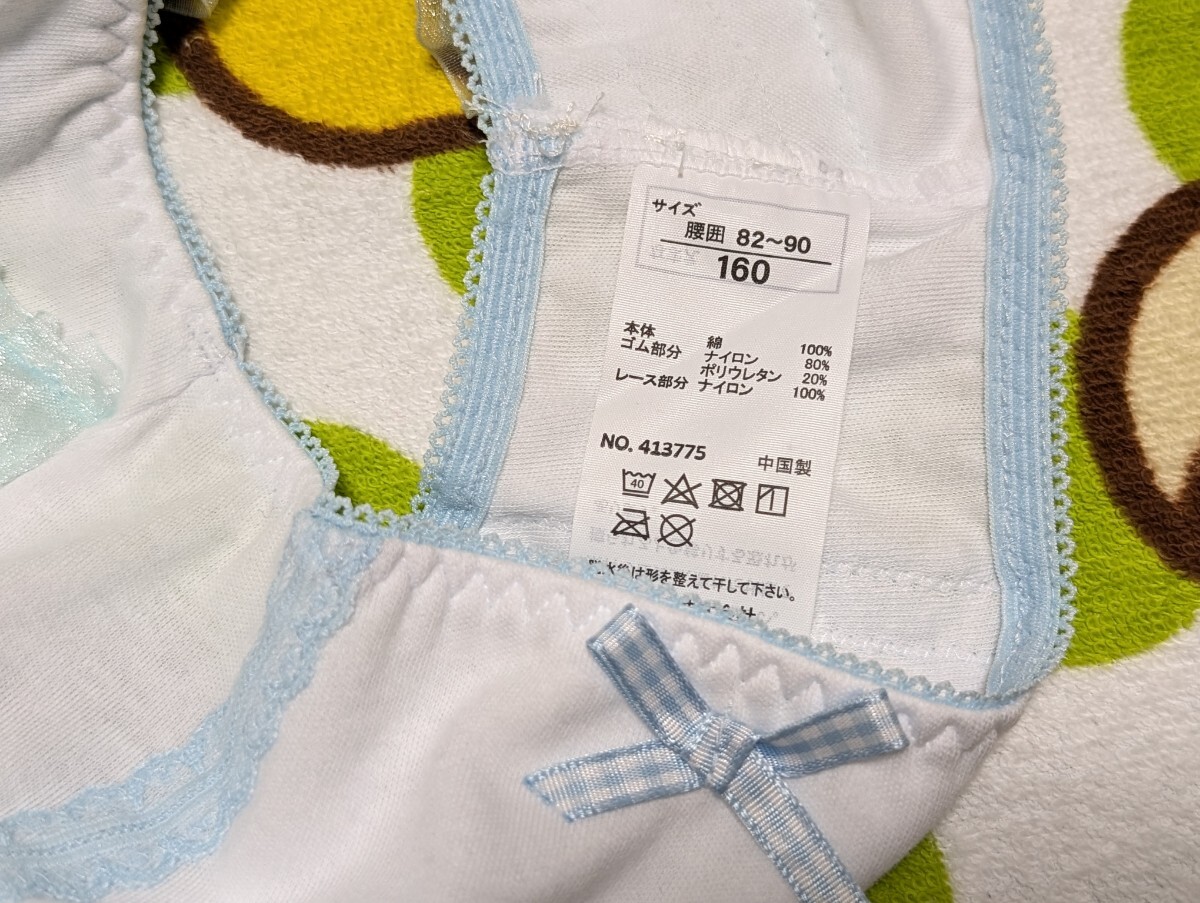 サイズ
腰囲 82~90
160
本体 綿 100%
ゴム部分 ナイロン 80%
ポリウレタン 20%
レース部分 ナイロン 100%
NO. 413775 中国製
40
は形を整えて干して下さい。